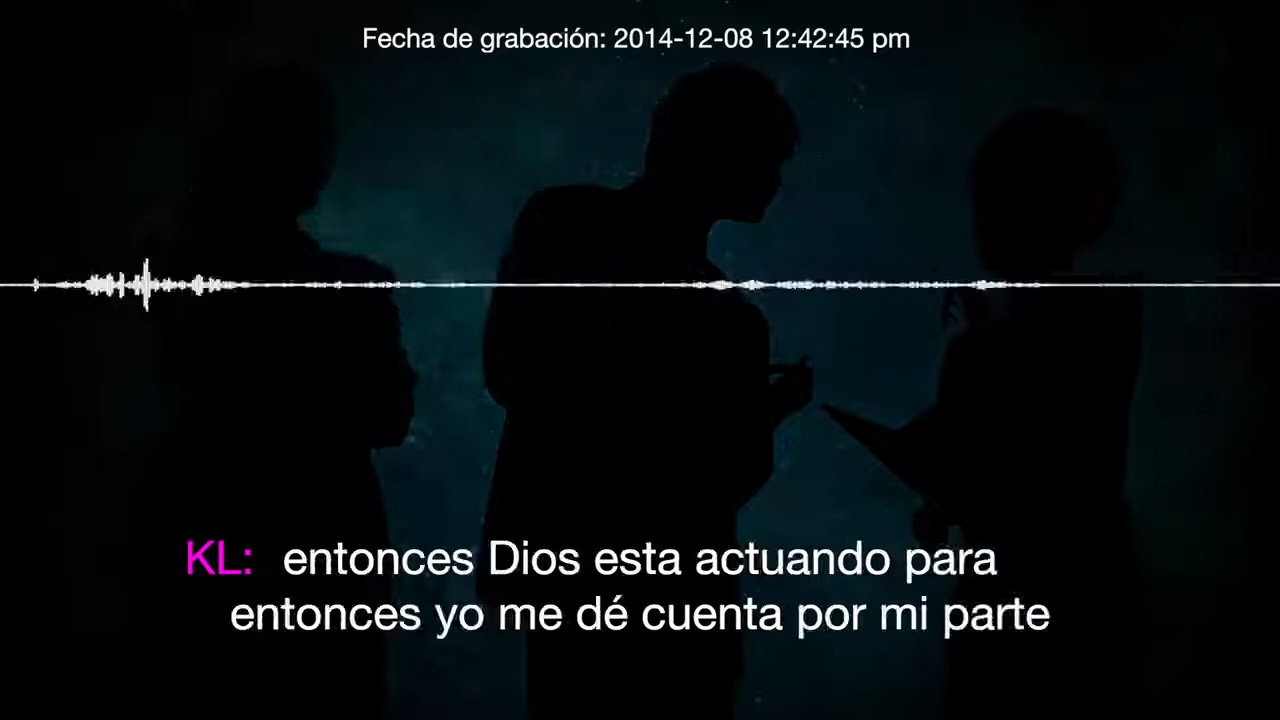 Fecha de grabación: 2014-12-08 12:42:45 pm
KL: entonces Dios esta actuando para
entonces yo me dé cuenta por mi parte